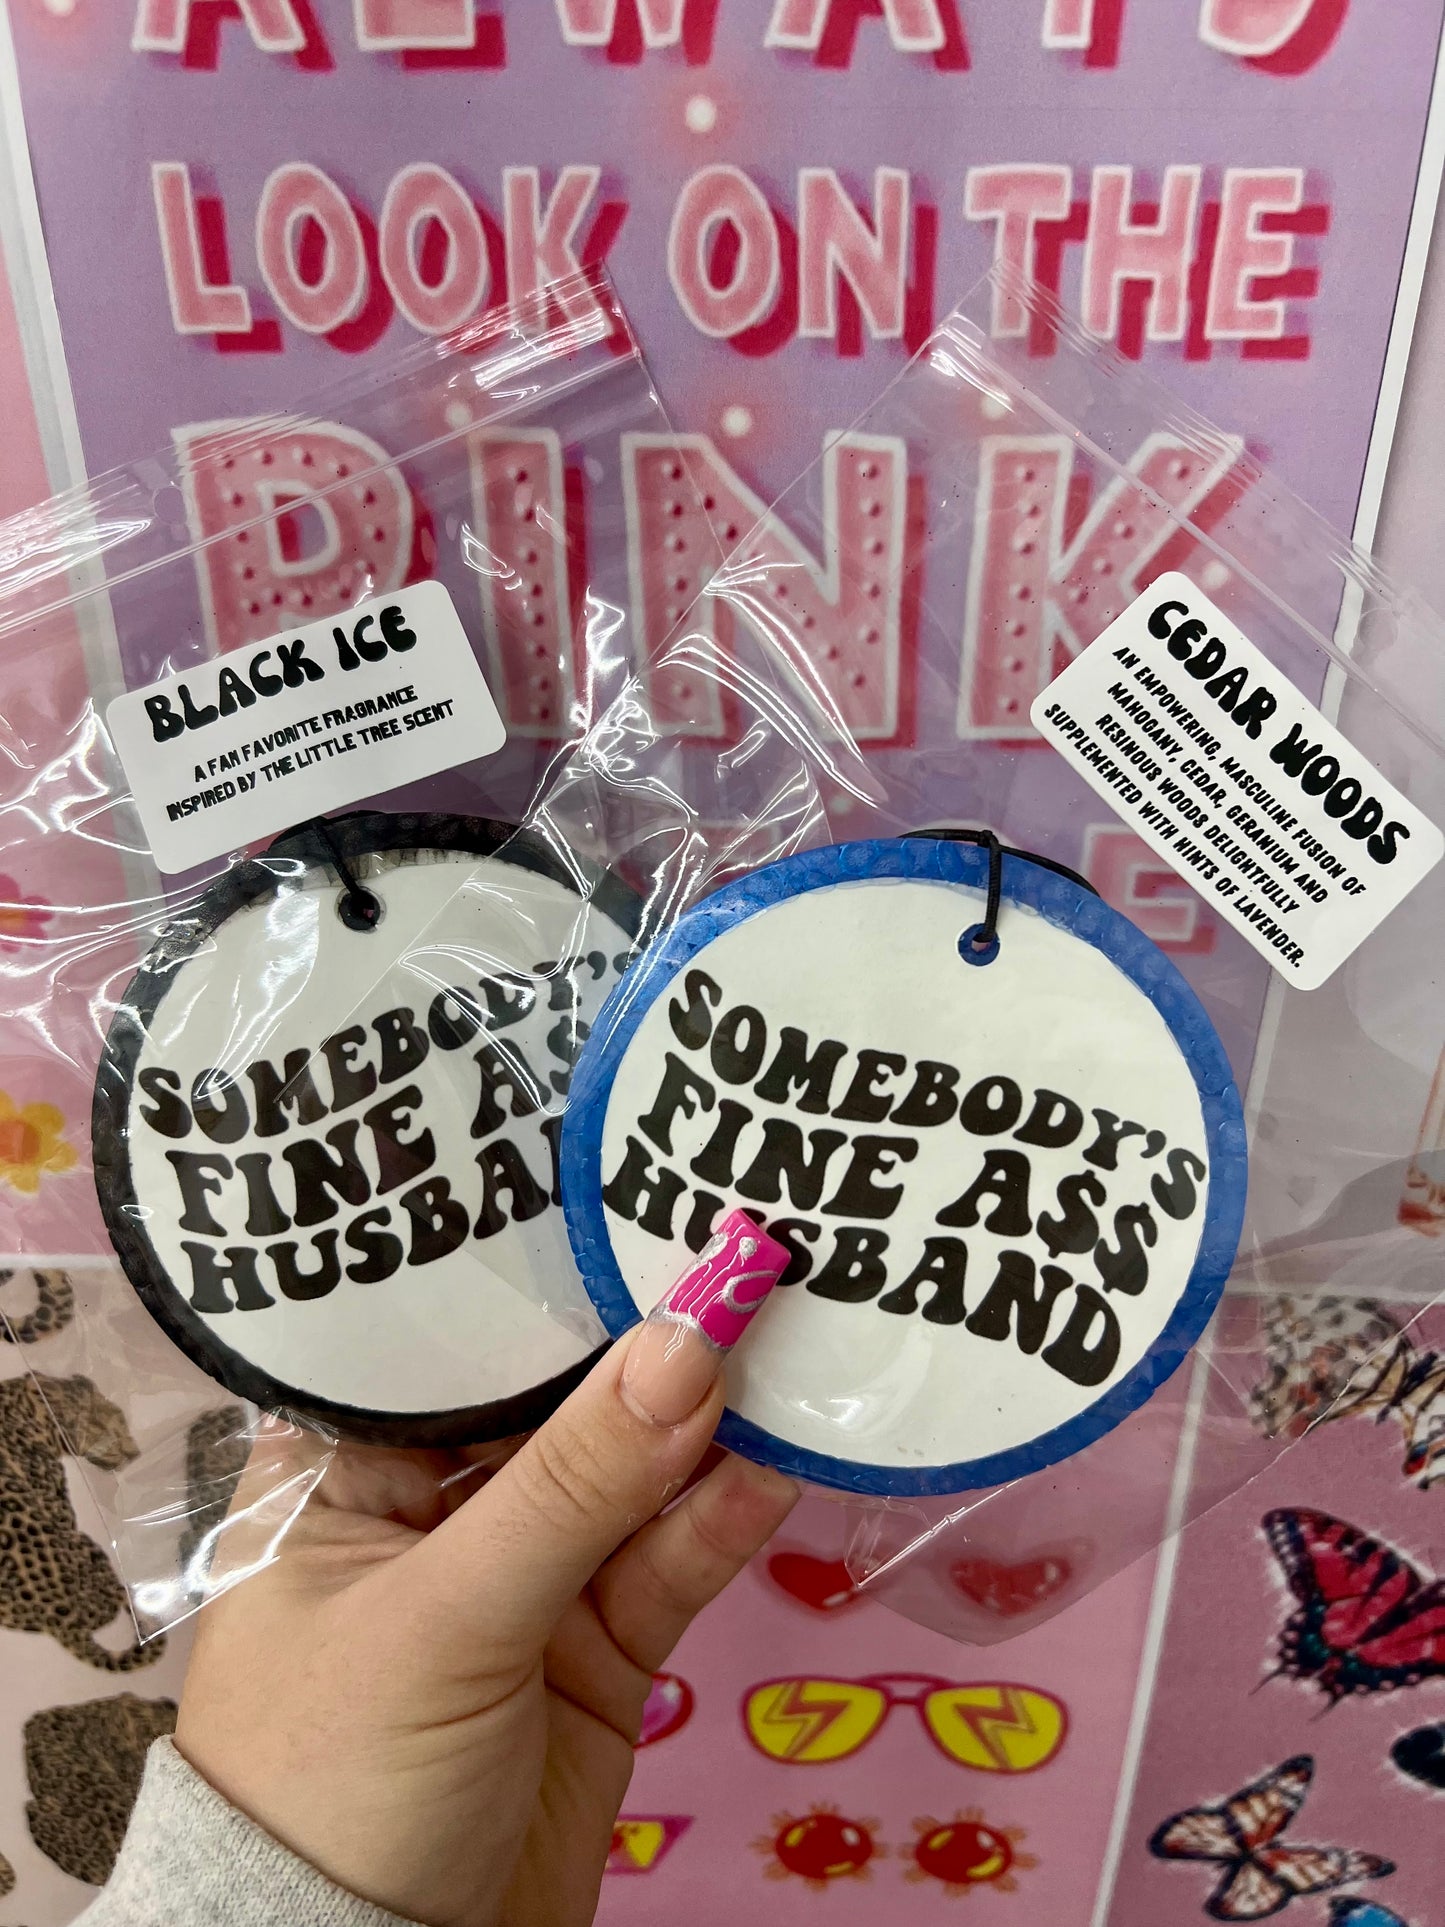 ALWAYS
LOOK ON THE
PINK
BLACK ICE
A FAN FAVORITE FRAGRANCE
INSPIRED BY THE LITTLE TREE SCENT
CEDAR WOODS
AN EMPOWERING, MASCULINE FUSION OF
MAHOGANY, CEDAR, GERANIUM AND
RESINOUS WOODS DELIGHTFULLY
SUPPLEMENTED WITH HINTS OF LAVENDER.
SOMEBODY'S
FINE A$
HUSBAN
SOMEBODY'S
FINE A$$
HUSBAND